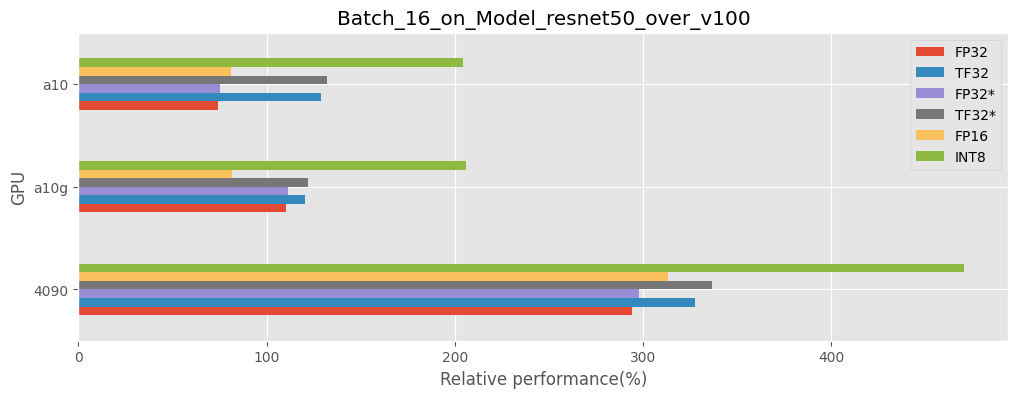 Batch_16_on_Model_resnet50_over_v100
FP32
TF32
FP32*
TF32*
FP16
INT8
GPU
a10
a10g
4090
0 100 200 300 400
Relative performance(%)